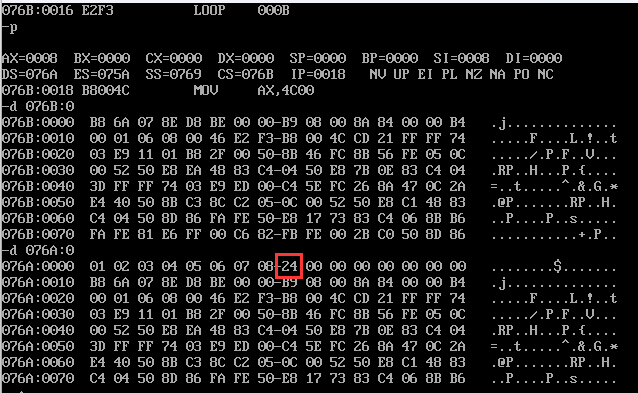 076B:0016 E2F3          LOOP    000B
-p

AX=0008  BX=0000  CX=0000  DX=0000  SP=0000  BP=0000  SI=0008  DI=0000
DS=076A  ES=075A  SS=0769  CS=076B  IP=0018   NV UP EI PL NZ NA PO NC
076B:0018 B8004C        MOV     AX,4C00
-d 076B:0
076B:0000  B8 6A 07 8E D8 BE 00 00-B9 08 00 8A 84 00 00 B4   .j..............
076B:0010  00 01 06 08 00 46 E2 F3-B8 00 4C CD 21 FF FF 74   .....F....L.!..t
076B:0020  03 E9 11 01 B8 2F 00 50-8B 46 FC 8B 56 FE 05 0C   ...../.P.F..V...
076B:0030  00 52 50 E8 EA 48 83 C4-04 50 E8 7B 0E 83 C4 04   .RP..H...P.{....
076B:0040  3D FF FF 74 03 E9 ED 00-C4 5E FC 26 8A 47 0C 2A   =..t.....^.&.G.*
076B:0050  E4 40 50 8B C3 8C C2 05-0C 00 52 50 E8 C1 48 83   .@P.......RP..H.
076B:0060  C4 04 50 8D 86 FA FE 50-E8 17 73 83 C4 06 8B B6   ..P....P..s.....
076B:0070  FA FE 81 E6 FF 00 C6 82-FB FE 00 2B C0 50 8D 86   ...........+.P..
-d 076A:0
076A:0000  01 02 03 04 05 06 07 08-24 00 00 00 00 00 00 00   ........$.......
076A:0010  B8 6A 07 8E D8 BE 00 00-B9 08 00 8A 84 00 00 B4   .j..............
076A:0020  00 01 06 08 00 46 E2 F3-B8 00 4C CD 21 FF FF 74   .....F....L.!..t
076A:0030  03 E9 11 01 B8 2F 00 50-8B 46 FC 8B 56 FE 05 0C   ...../.P.F..V...
076A:0040  00 52 50 E8 EA 48 83 C4-04 50 E8 7B 0E 83 C4 04   .RP..H...P.{....
076A:0050  3D FF FF 74 03 E9 ED 00-C4 5E FC 26 8A 47 0C 2A   =..t.....^.&.G.*
076A:0060  E4 40 50 8B C3 8C C2 05-0C 00 52 50 E8 C1 48 83   .@P.......RP..H.
076A:0070  C4 04 50 8D 86 FA FE 50-E8 17 73 83 C4 06 8B B6   ..P....P..s.....